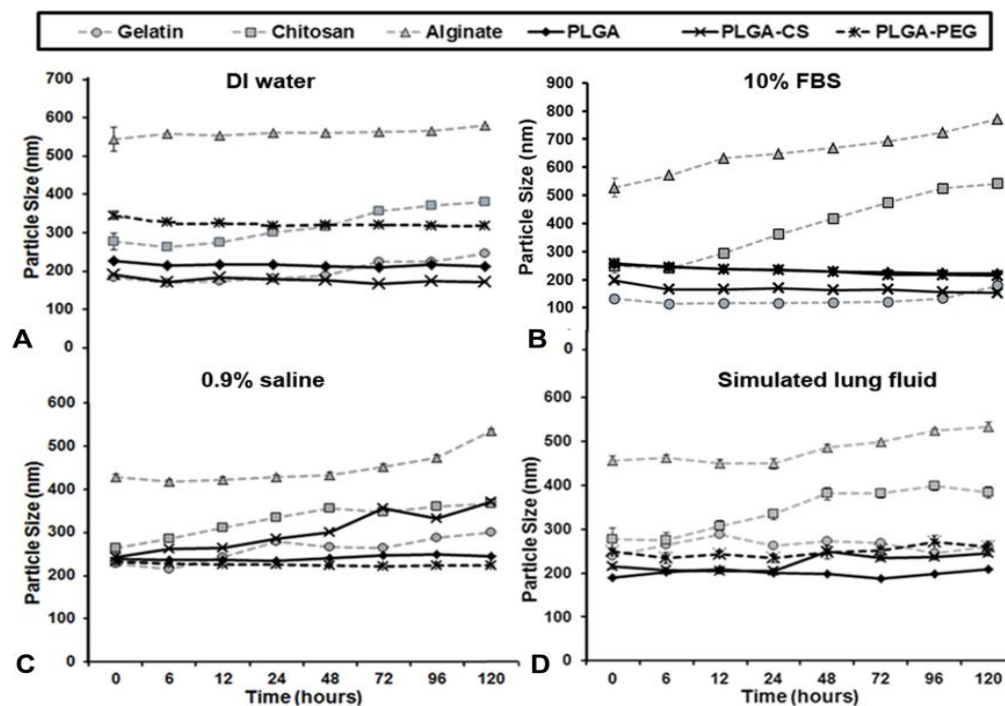 Gelatin Chitosan Alginate PLGA PLGA-CS PLGA-PEG
DI water
Particle Size (nm)
700
600
500
400
300
200
100
0
A
10% FBS
Particle Size (nm)
900
800
700
600
500
400
300
200
100
0
B
0.9% saline
Particle Size (nm)
600
500
400
300
200
100
0
C
0 6 12 24 48 72 96 120
Time (hours)
Simulated lung fluid
Particle Size (nm)
600
500
400
300
200
100
0
D
0 6 12 24 48 72 96 120
Time (hours)